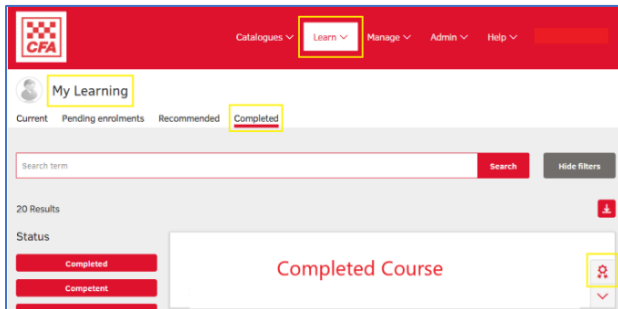 CFA
Catalogues Learn Manage Admin Help
My Learning
Current Pending enrolments Recommended Completed
Search term Search Hide filters
20 Results
Status
Completed
Competent
Completed Course